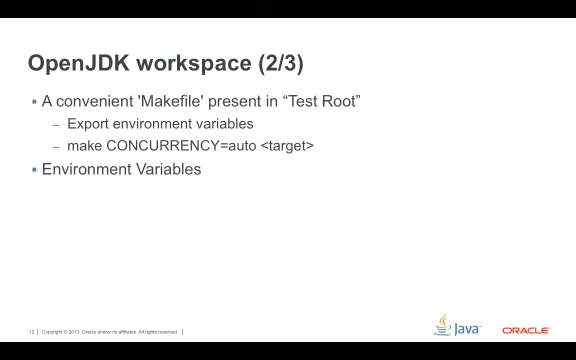 OpenJDK workspace (2/3)
▪ A convenient 'Makefile' present in “Test Root”
– Export environment variables
– make CONCURRENCY=auto <target>
▪ Environment Variables
12 | Copyright © 2013, Oracle and/or its affiliates. All rights reserved. |
Java™
ORACLE